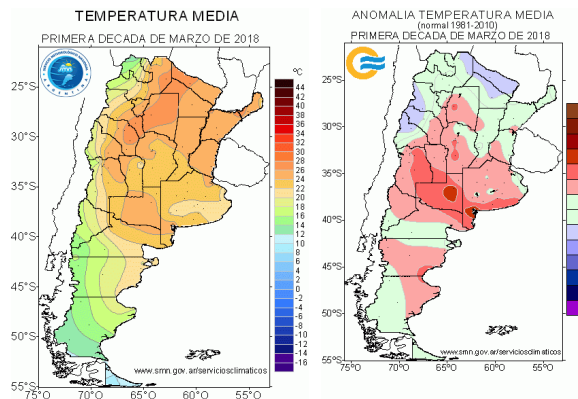 TEMPERATURA MEDIA
PRIMERA DECADA DE MARZO DE 2018
25°S
30°S
35°S
40°S
45°S
50°S
55°S
75°O
70°O
65°O
60°O
55°O
www.smn.gov.ar/serviciosclimaticos
°C
44
42
40
38
36
34
32
30
28
26
24
22
20
18
16
14
12
10
8
6
4
2
0
-2
-4
-6
-8
-10
-12
-14
-16
ANOMALIA TEMPERATURA MEDIA
(normal 1981-2010)
PRIMERA DECADA DE MARZO DE 2018
25°S
30°S
35°S
40°S
45°S
50°S
55°S
75°O
70°O
65°O
60°O
55°O
www.smn.gov.ar/serviciosclimaticos